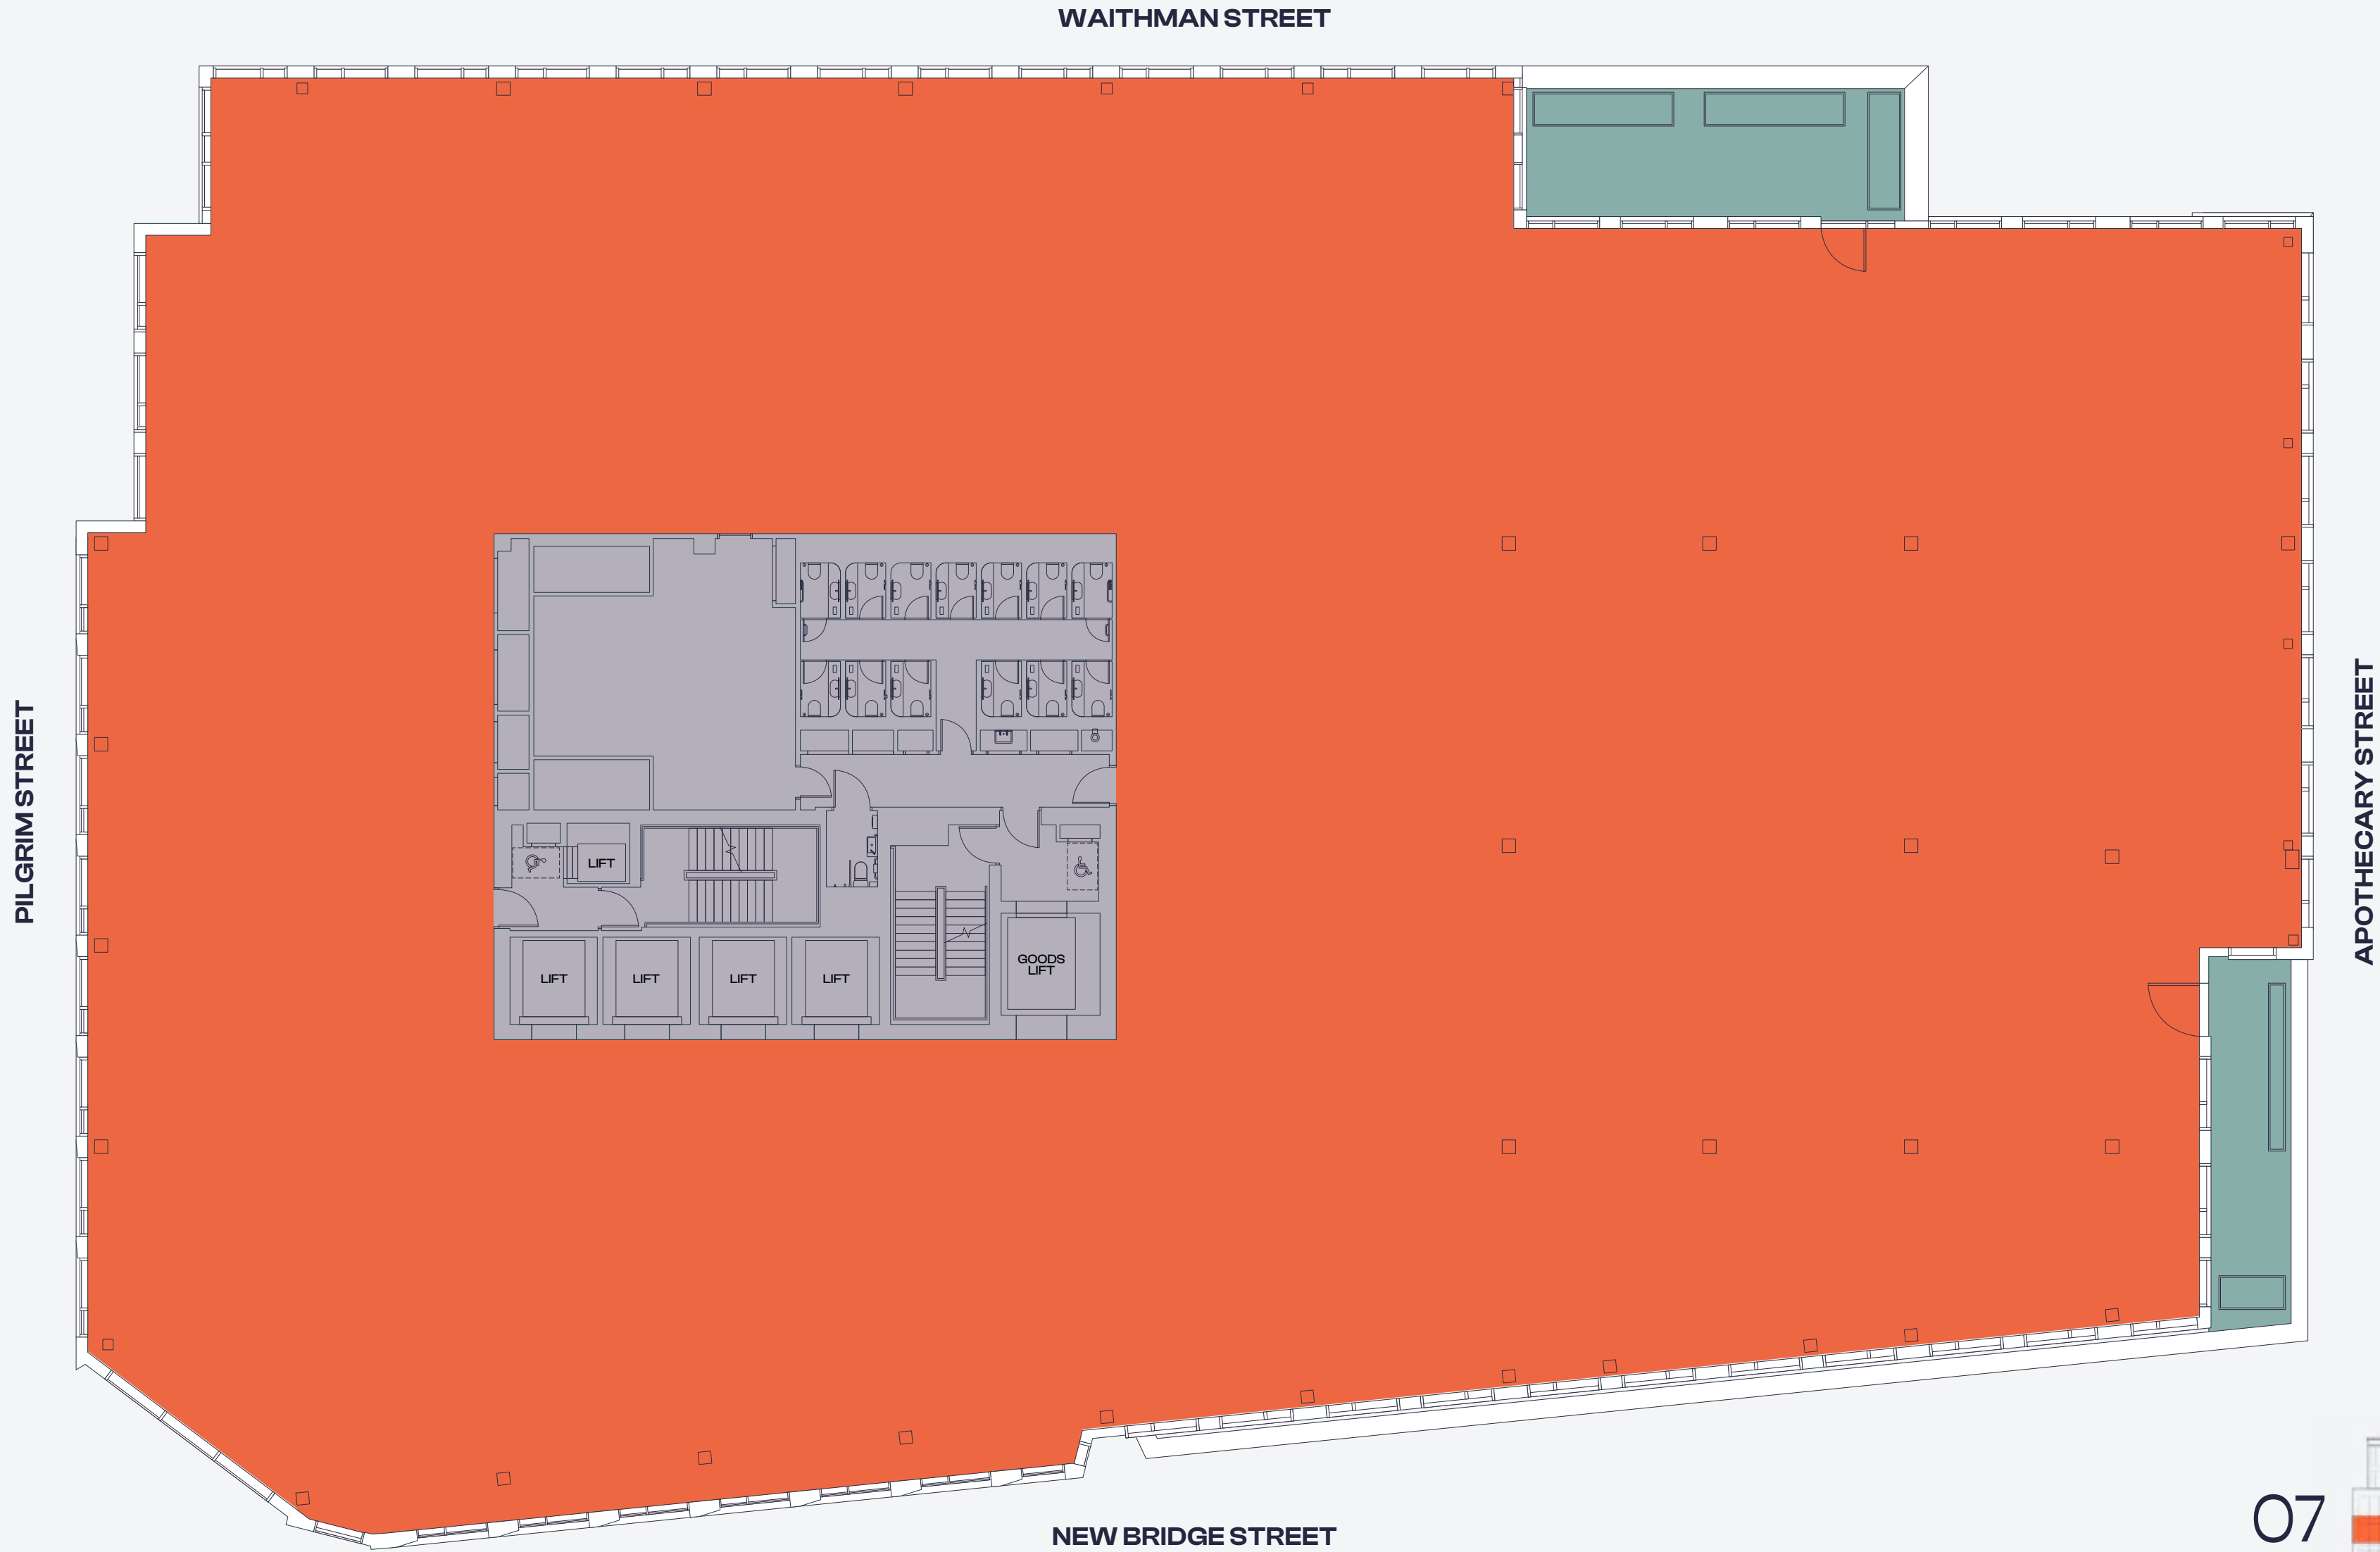 WAITHMAN STREET
PILGRIM STREET
APOTHECARY STREET
LIFT
LIFT
LIFT
LIFT
LIFT
GOODS
LIFT
NEW BRIDGE STREET
07